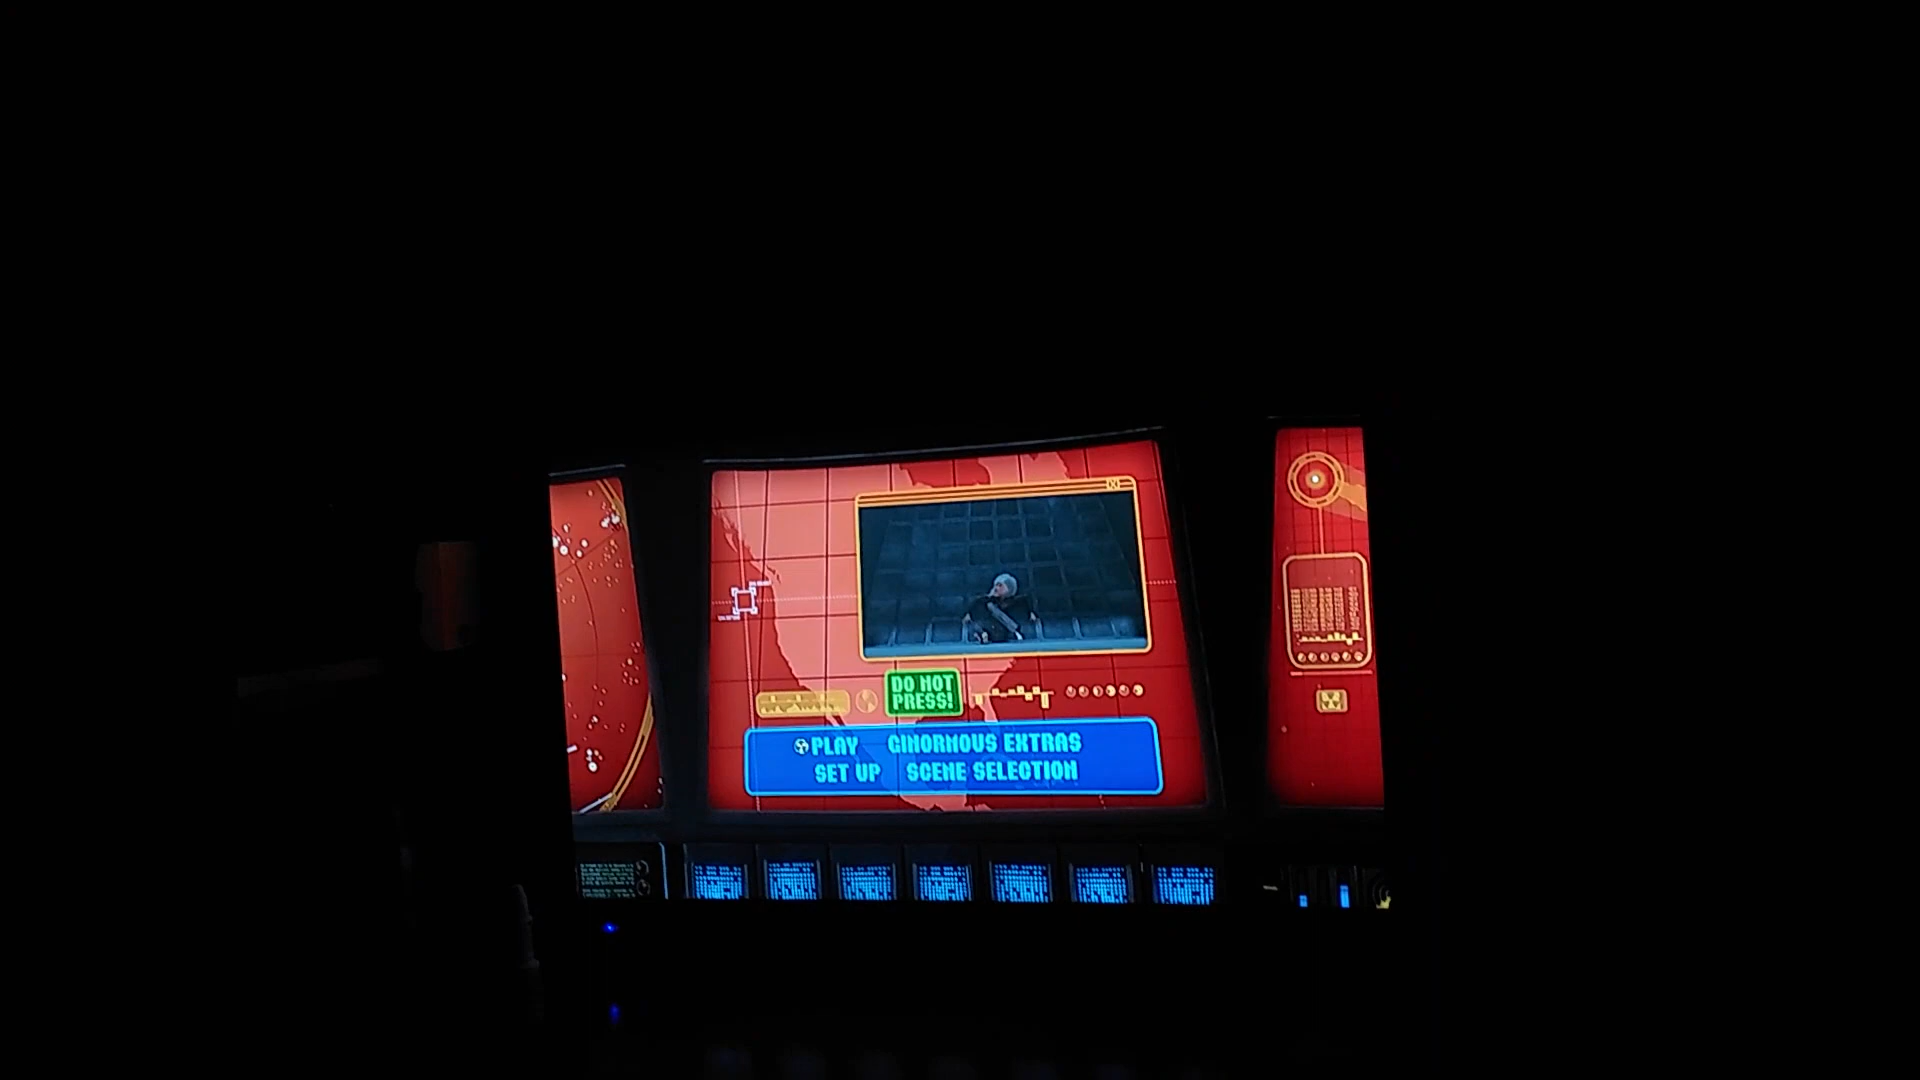 DO NOT
PRESS!
PLAY GINORMOUS EXTRAS
SET UP SCENE SELECTION